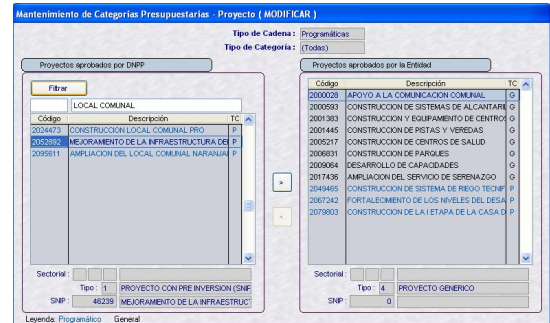 Mantenimiento de Categorías Presupuestarias - Proyecto ( MODIFICAR )
Tipo de Cadena : Programáticas
Tipo de Categoría : (Todas)
Proyectos aprobados por DNPP
Filtrar
LOCAL COMUNAL
Código Descripción TC
2024473 CONSTRUCCION LOCAL COMUNAL PRO P
2052892 MEJORAMIENTO DE LA INFRAESTRUCTURA DEI P
2095611 AMPLIACION DEL LOCAL COMUNAL NARANJAI P
Sectorial :
Tipo : 1 PROYECTO CON PRE INVERSION (SNIF
SNIP : 46239 MEJORAMIENTO DE LA INFRAESTRUCT
Leyenda: Programático General
>
<
Proyectos aprobados por la Entidad
Código Descripción TC
2000028 APOYO A LA COMUNICACION COMUNAL G
2000593 CONSTRUCCION DE SISTEMAS DE ALCANTARI G
2001383 CONSTRUCCION Y EQUIPAMIENTO DE CENTROS G
2001445 CONSTRUCCION DE PISTAS Y VEREDAS G
2005217 CONSTRUCCION DE CENTROS DE SALUD G
2006831 CONSTRUCCION DE PARQUES G
2009064 DESARROLLO DE CAPACIDADES G
2017436 AMPLIACION DEL SERVICIO DE SERENAZGO G
2049465 CONSTRUCCION DE SISTEMA DE RIEGO TECNIF P
2067242 FORTALECIMIENTO DE LOS NIVELES DEL DESA P
2079803 CONSTRUCCION DE LA I ETAPA DE LA CASA D P
Sectorial :
Tipo : 4 PROYECTO GENERICO
SNIP : 0